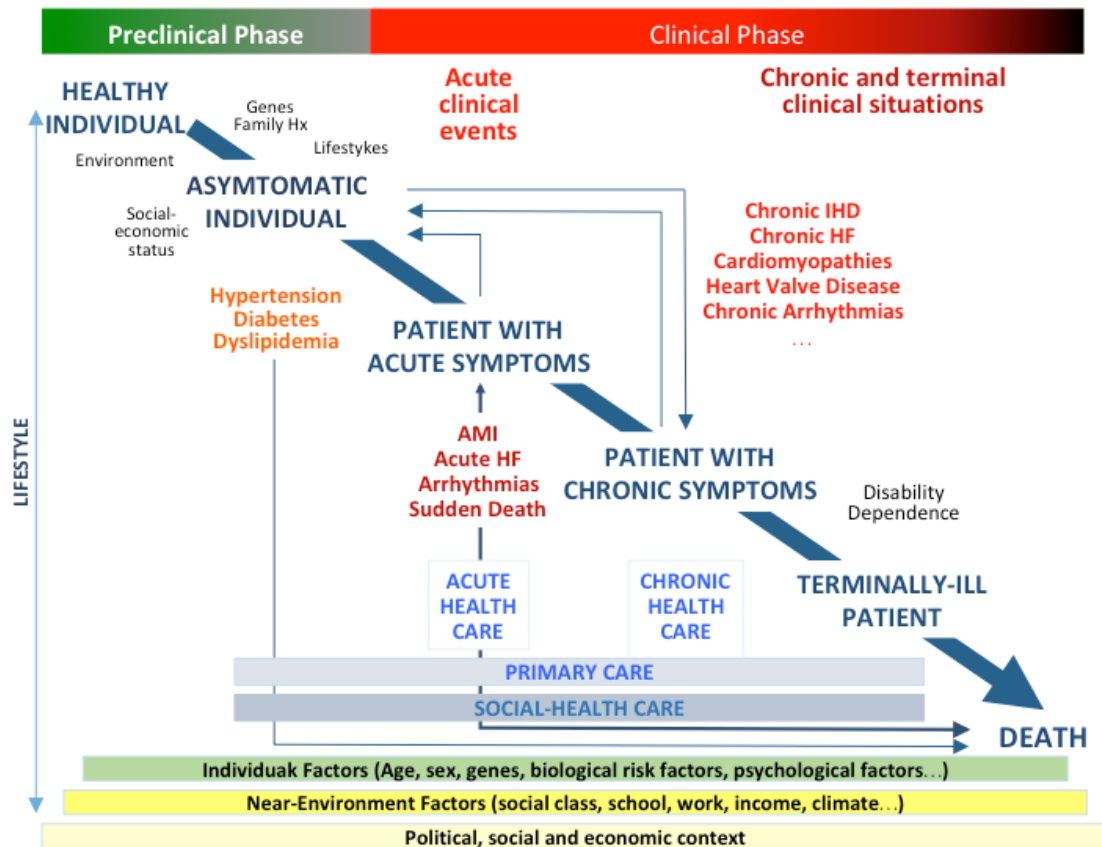 Preclinical Phase
Clinical Phase
HEALTHY
INDIVIDUAL
Genes
Family Hx
Lifestykes
Environment
Acute
clinical
events
Chronic and terminal
clinical situations
ASYMTOMATIC
INDIVIDUAL
Social-
economic
status
Chronic IHD
Chronic HF
Cardiomyopathies
Heart Valve Disease
Chronic Arrhythmias
...
Hypertension
Diabetes
Dyslipidemia
PATIENT WITH
ACUTE SYMPTOMS
LIFESTYLE
AMI
Acute HF
Arrhythmias
Sudden Death
PATIENT WITH
CHRONIC SYMPTOMS
Disability
Dependence
ACUTE
HEALTH
CARE
CHRONIC
HEALTH
CARE
TERMINALLY-ILL
PATIENT
PRIMARY CARE
SOCIAL-HEALTH CARE
DEATH
Individuak Factors (Age, sex, genes, biological risk factors, psychological factors...)
Near-Environment Factors (social class, school, work, income, climate...)
Political, social and economic context